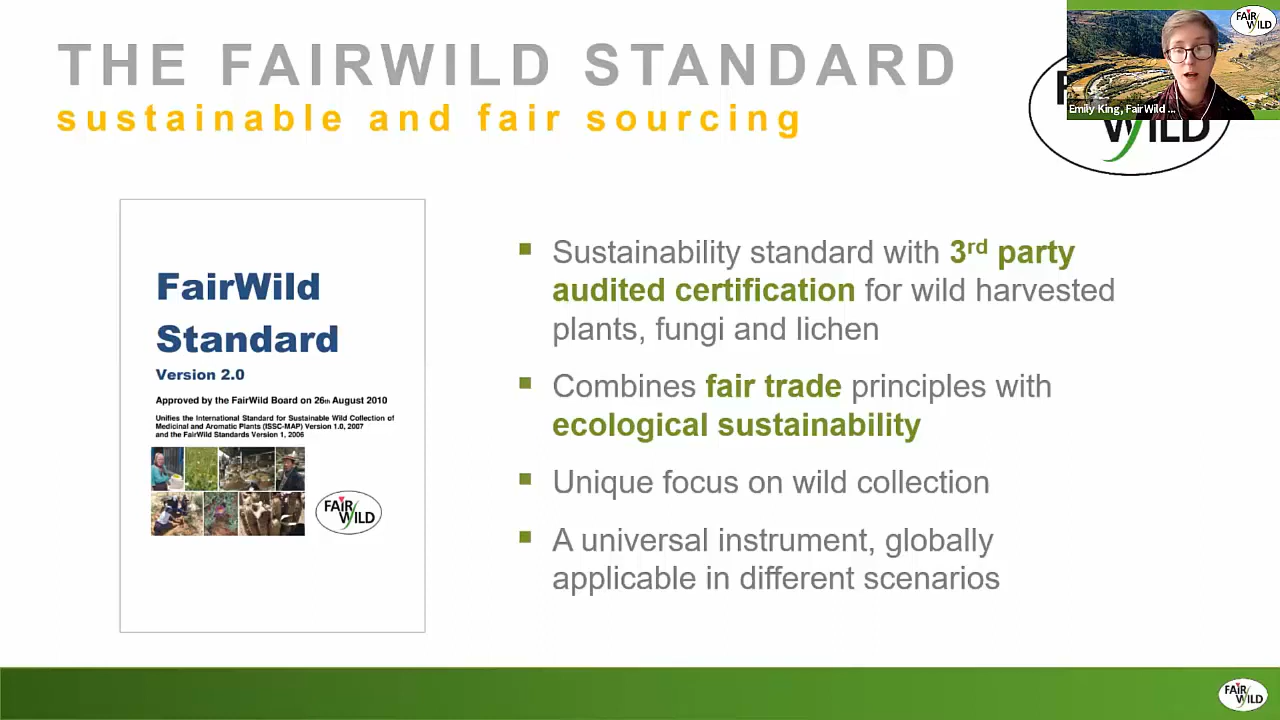 THE FAIRWILD STANDARD
sustainable and fair sourcing
FAIR
WILD
Emily King, FairWild ...
F
WILD
FairWild
Standard
Version 2.0
Approved by the FairWild Board on 26th August 2010
Unifies the International Standard for Sustainable Wild Collection of
Medicinal and Aromatic Plants (ISSC-MAP) Version 1.0, 2007
and the FairWild Standards Version 1, 2006
FAIR
WILD
Sustainability standard with 3rd party
audited certification for wild harvested
plants, fungi and lichen
Combines fair trade principles with
ecological sustainability
Unique focus on wild collection
A universal instrument, globally
applicable in different scenarios
FAIR
WILD